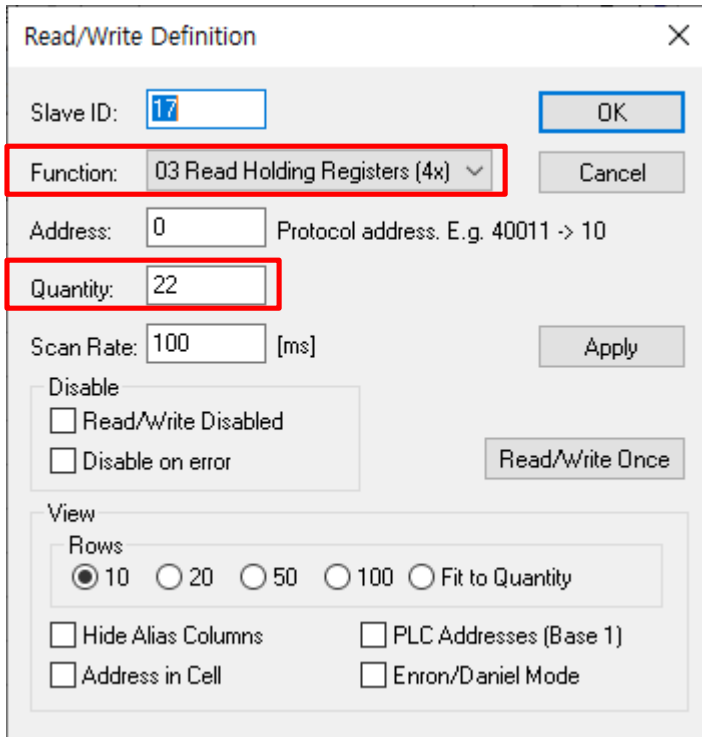 Read/Write Definition
Slave ID: 17 OK
Function: 03 Read Holding Registers (4x) Cancel
Address: 0 Protocol address. E.g. 40011 -> 10
Quantity: 22
Scan Rate: 100 [ms] Apply
Disable
Read/Write Disabled
Disable on error
Read/Write Once
View
Rows
10 20 50 100 Fit to Quantity
Hide Alias Columns PLC Addresses (Base 1)
Address in Cell Enron/Daniel Mode